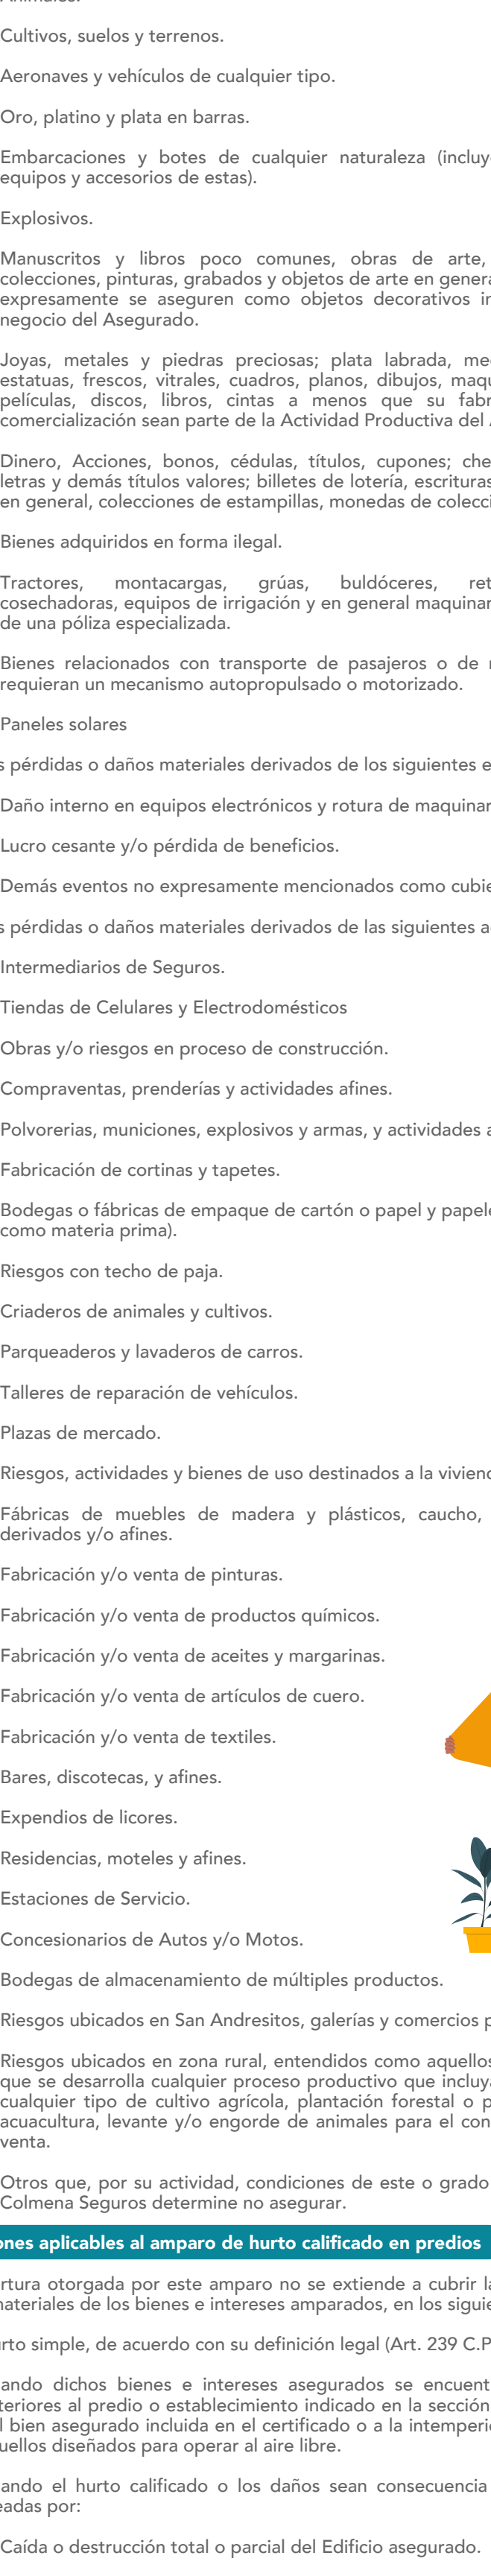 Animales.
Cultivos, suelos y terrenos.
Aeronaves y vehículos de cualquier tipo.
Oro, platino y plata en barras.
Embarcaciones y botes de cualquier naturaleza
equipos y accesorios de estas).
Explosivos.
Manuscritos y libros poco comunes, obras de arte,
colecciones, pinturas, grabados y objetos de arte en
expresamente se aseguren como objetos decorativos
negocio del Asegurado.
Joyas, metales y piedras preciosas; plata labrada,
estatuas, frescos, vitrales, cuadros, planos, dibujos,
películas, discos, libros, cintas a menos que su
comercialización sean parte de la Actividad Productiva del
Dinero, Acciones, bonos, cédulas, títulos, cupones;
letras y demás títulos valores; billetes de lotería, escrituras
en general, colecciones de estampillas, monedas de
Bienes adquiridos en forma ilegal.
Tractores, montacargas, grúas, buldóceres,
cosechadoras, equipos de irrigación y en general
de una póliza especializada.
Bienes relacionados con transporte de pasajeros o de
requieran un mecanismo autopropulsado o motorizado.
Paneles solares
s pérdidas o daños materiales derivados de los siguientes e
Daño interno en equipos electrónicos y rotura de maquinar
Lucro cesante y/o pérdida de beneficios.
Demás eventos no expresamente mencionados como cubie
s pérdidas o daños materiales derivados de las siguientes a
Intermediarios de Seguros.
Tiendas de Celulares y Electrodomésticos
Obras y/o riesgos en proceso de construcción.
Compraventas, prenderías y actividades afines.
Polvorerias, municiones, explosivos y armas, y actividades a
Fabricación de cortinas y tapetes.
Bodegas o fábricas de empaque de cartón o papel y papele
como materia prima).
Riesgos con techo de paja.
Criaderos de animales y cultivos.
Parqueaderos y lavaderos de carros.
Talleres de reparación de vehículos.
Plazas de mercado.
Riesgos, actividades y bienes de uso destinados a la viviend
Fábricas de muebles de madera y plásticos, caucho,
derivados y/o afines.
Fabricación y/o venta de pinturas.
Fabricación y/o venta de productos químicos.
Fabricación y/o venta de aceites y margarinas.
Fabricación y/o venta de artículos de cuero.
Fabricación y/o venta de textiles.
Bares, discotecas, y afines.
Expendios de licores.
Residencias, moteles y afines.
Estaciones de Servicio.
Concesionarios de Autos y/o Motos.
Bodegas de almacenamiento de múltiples productos.
Riesgos ubicados en San Andresitos, galerías y comercios p
Riesgos ubicados en zona rural, entendidos como aquellos
que se desarrolla cualquier proceso productivo que incluya
cualquier tipo de cultivo agrícola, plantación forestal o p
acuacultura, levante y/o engorde de animales para el con
venta.
Otros que, por su actividad, condiciones de este o grado
Colmena Seguros determine no asegurar.
ones aplicables al amparo de hurto calificado en predios
rtura otorgada por este amparo no se extiende a cubrir la
materiales de los bienes e intereses amparados, en los siguie
rto simple, de acuerdo con su definición legal (Art. 239 C.P
ando dichos bienes e intereses asegurados se encuent
teriores al predio o establecimiento indicado en la sección
l bien asegurado incluida en el certificado o a la intemperie
uellos diseñados para operar al aire libre.
ando el hurto calificado o los daños sean consecuencia
eadas por:
Caída o destrucción total o parcial del Edificio asegurado.